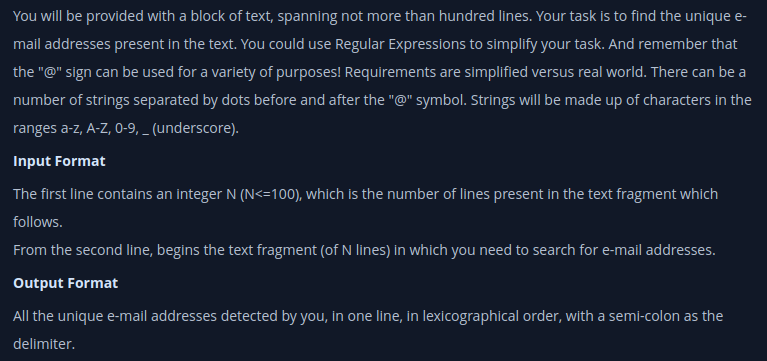 You will be provided with a block of text, spanning not more than hundred lines. Your task is to find the unique e-
mail addresses present in the text. You could use Regular Expressions to simplify your task. And remember that
the "@" sign can be used for a variety of purposes! Requirements are simplified versus real world. There can be a
number of strings separated by dots before and after the "@" symbol. Strings will be made up of characters in the
ranges a-z, A-Z, 0-9, _ (underscore).
Input Format
The first line contains an integer N (N<=100), which is the number of lines present in the text fragment which
follows.
From the second line, begins the text fragment (of N lines) in which you need to search for e-mail addresses.
Output Format
All the unique e-mail addresses detected by you, in one line, in lexicographical order, with a semi-colon as the
delimiter.